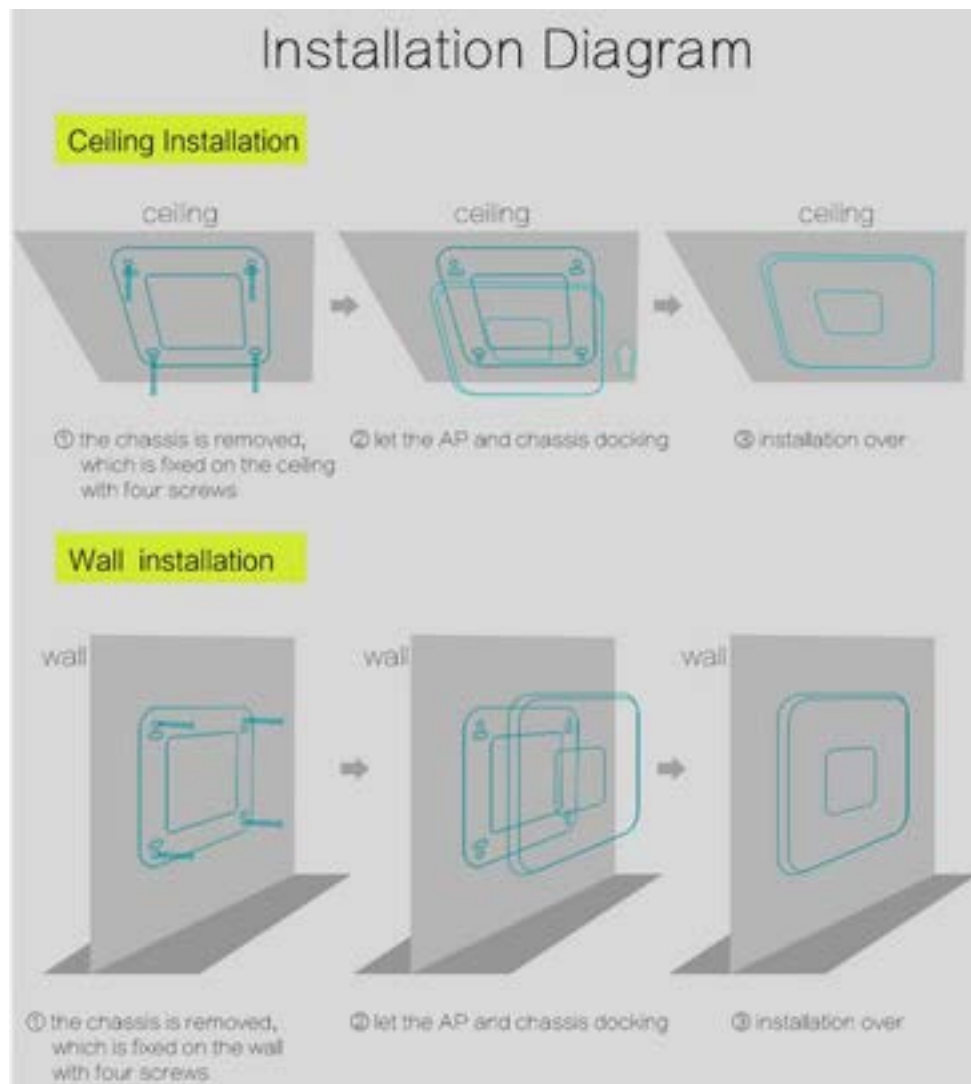 Installation Diagram
Ceiling Installation
ceiling
ceiling
ceiling
① the chassis is removed,
which is fixed on the ceiling
with four screws
② let the AP and chassis docking
③ installation over
Wall installation
wall
wall
wall
① the chassis is removed,
which is fixed on the wall
with four screws
② let the AP and chassis docking
③ installation over